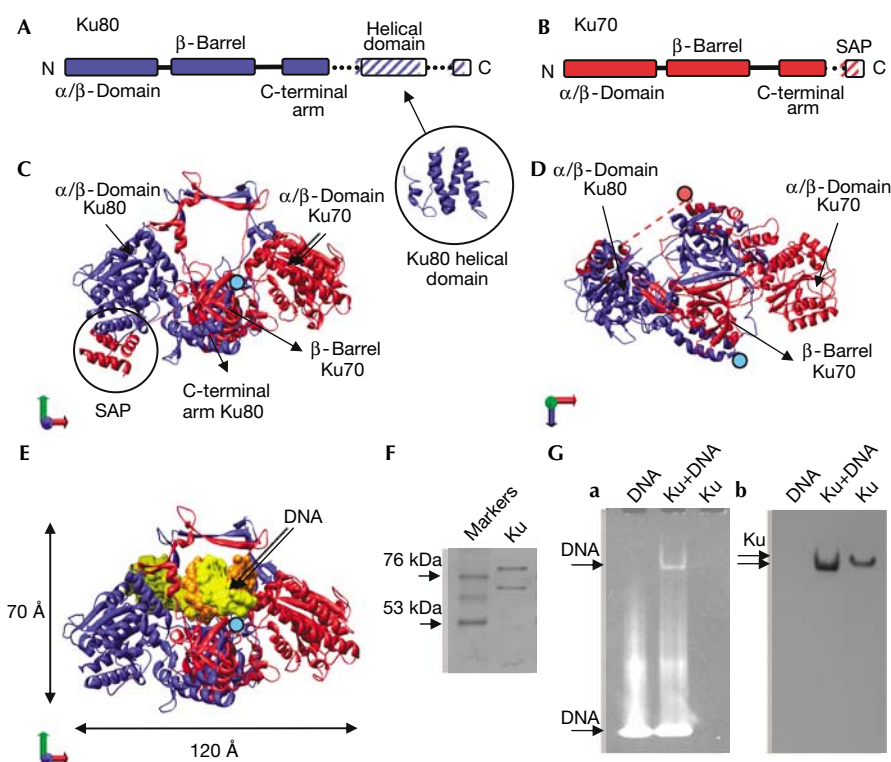 A Ku80
N
α/β-Domain
β-Barrel
C-terminal
arm
Helical
domain
C
B Ku70
N
α/β-Domain
β-Barrel
C-terminal
arm
SAP
C
C
α/β-Domain
Ku80
α/β-Domain
Ku70
Ku80 helical
domain
SAP
C-terminal
arm Ku80
β-Barrel
Ku70
D
α/β-Domain
Ku80
α/β-Domain
Ku70
β-Barrel
Ku70
E
DNA
70 Å
120 Å
F
Markers
Ku
76 kDa
53 kDa
G
a
DNA
Ku+DNA
Ku
DNA
DNA
b
DNA
Ku+DNA
Ku
Ku